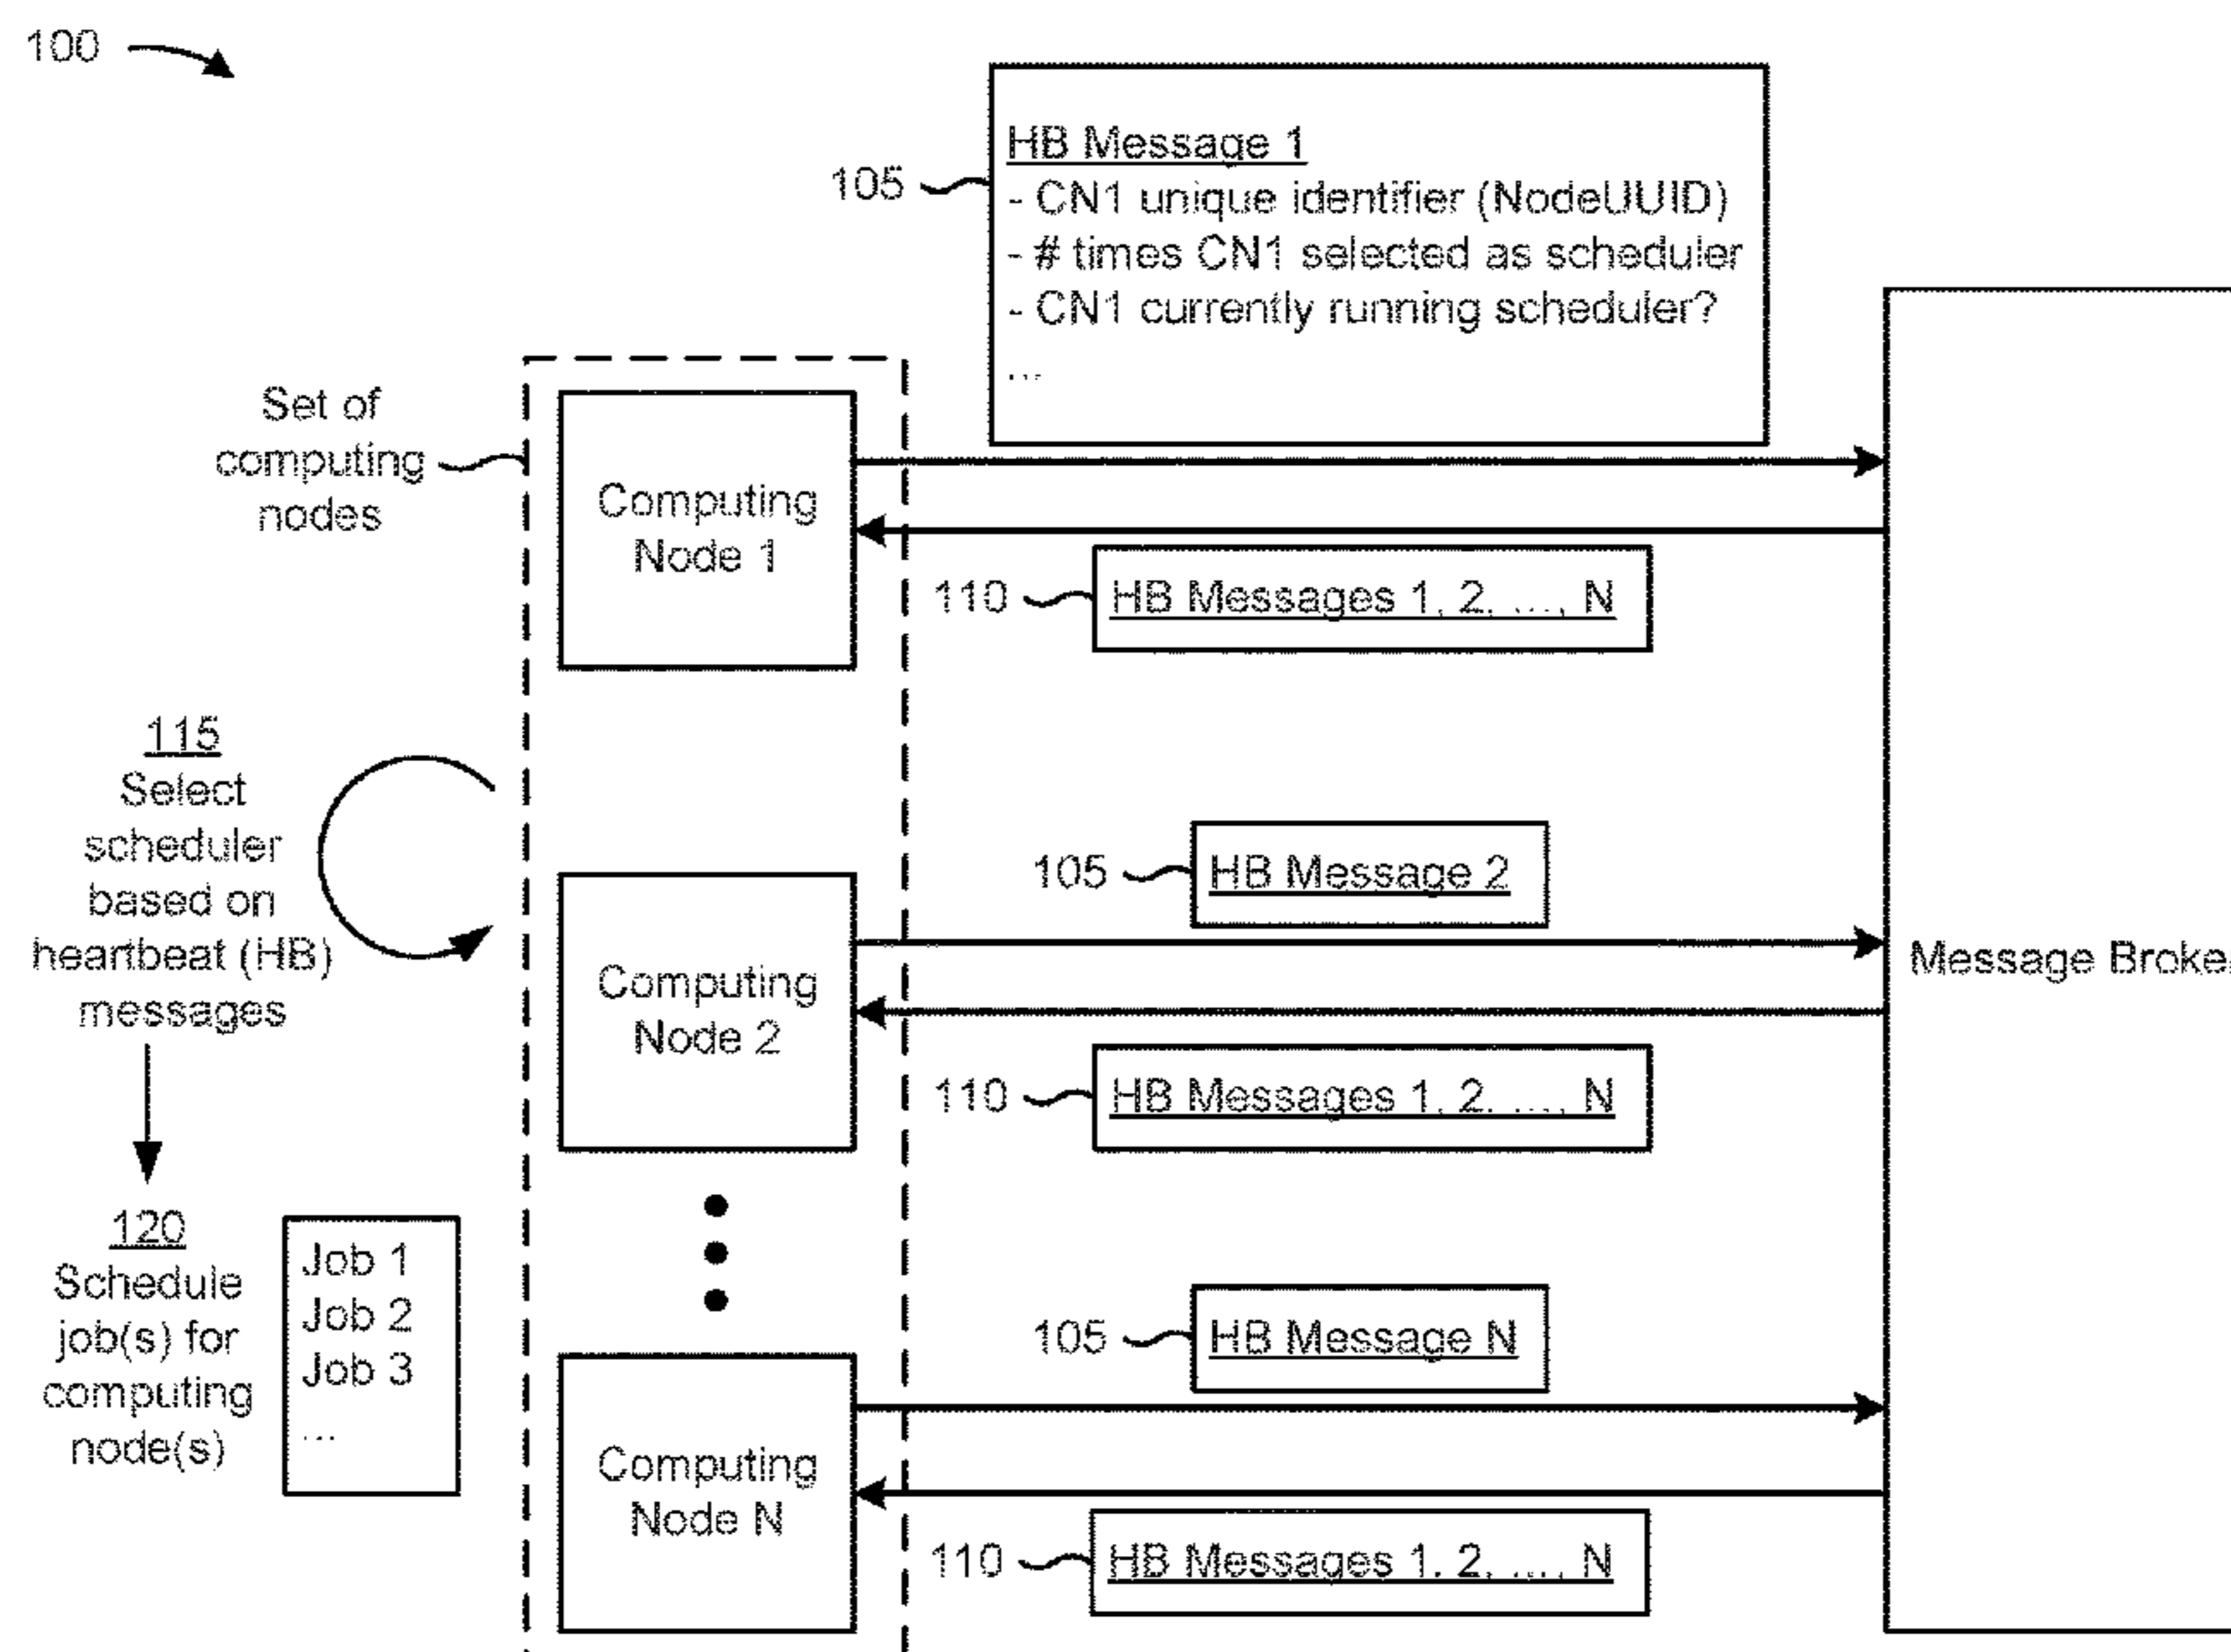 100
105
HB Message 1
- CN1 unique identifier (NodeUUID)
- # times CN1 selected as scheduler
- CN1 currently running scheduler?
...
Set of
computing
nodes
Computing
Node 1
110
HB Messages 1, 2, ..., N
115
Select
scheduler
based on
heartbeat (HB)
messages
105
HB Message 2
Computing
Node 2
Message
110
HB Messages 1, 2, ..., N
120
Schedule
job(s) for
computing
node(s)
Job 1
Job 2
Job 3
...
105
HB Message N
Computing
Node N
110
HB Messages 1, 2, ..., N